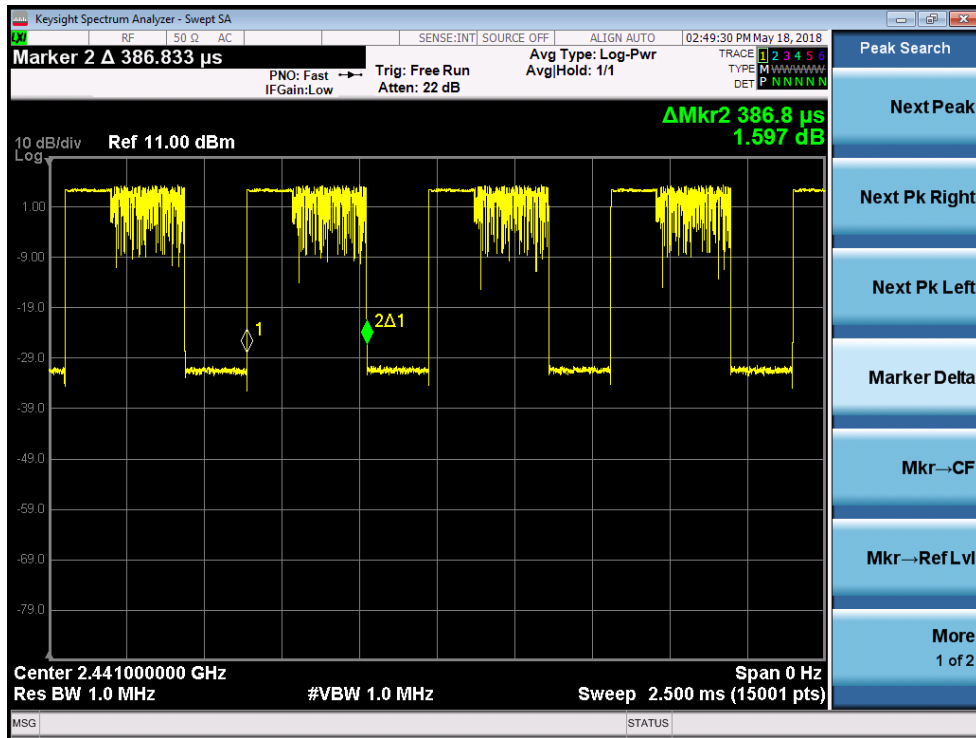 Keysight Spectrum Analyzer - Swept SA
LXI RF 50 Ω AC SENSE:INT SOURCE OFF ALIGN AUTO 02:49:30 PM May 18, 2018
Marker 2 Δ 386.833 µs
PNO: Fast
IFGain:Low
Trig: Free Run
Atten: 22 dB
Avg Type: Log-Pwr
Avg|Hold: 1/1
TRACE 1 2 3 4 5 6
TYPE M WWWWW
DET P N N N N N
ΔMkr2 386.8 µs
1.597 dB
10 dB/div Ref 11.00 dBm
Log
1.00
-9.00
-19.0
-29.0
-39.0
-49.0
-59.0
-69.0
-79.0
1
2Δ1
Center 2.441000000 GHz Span 0 Hz
Res BW 1.0 MHz #VBW 1.0 MHz Sweep 2.500 ms (15001 pts)
MSG STATUS
Peak Search
Next Peak
Next Pk Right
Next Pk Left
Marker Delta
Mkr→CF
Mkr→Ref Lvl
More
1 of 2